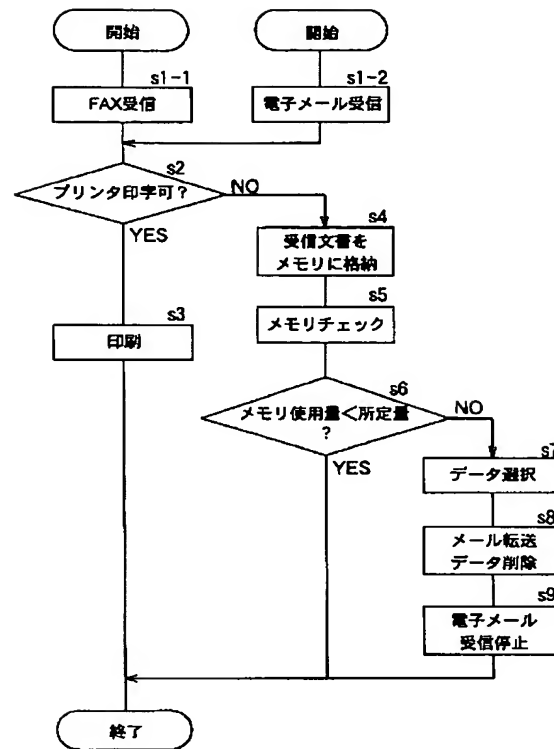 開始
開始
s1-1
s1-2
FAX受信
電子メール受信
s2
プリンタ印字可?
NO
YES
s4
受信文書を
メモリに格納
s5
メモリチェック
s3
印刷
s6
メモリ使用量<所定量
?
NO
YES
s7
データ選択
s8
メール転送
データ削除
s9
電子メール
受信停止
終了